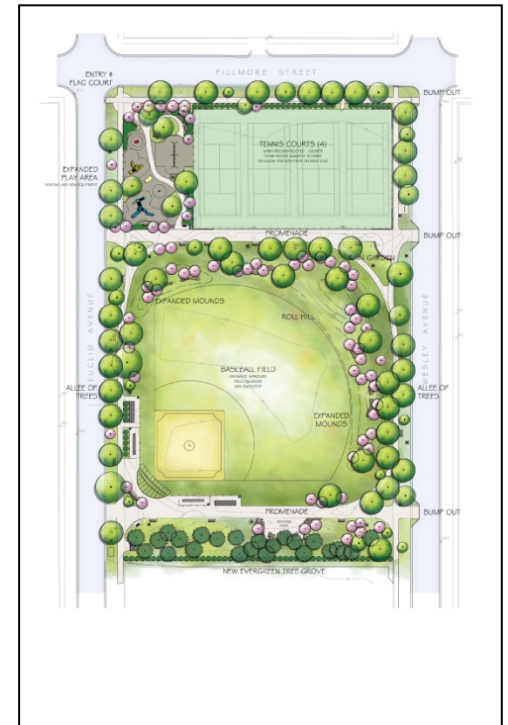 FILLMORE STREET
ENTRY &
FLAG COURT
BUMP OUT
TENNIS COURTS (4)
EXPANDED
PLAY AREA
PROMENADE
BUMP OUT
GARDEN
EXPANDED MOUNDS
ROLL HILL
EUCLID AVENUE
WESLEY AVENUE
BASEBALL FIELD
ALLEE OF
TREES
ALLEE OF
TREES
EXPANDED
MOUNDS
PROMENADE
BUMP OUT
NEW EVERGREEN TREE GROVE